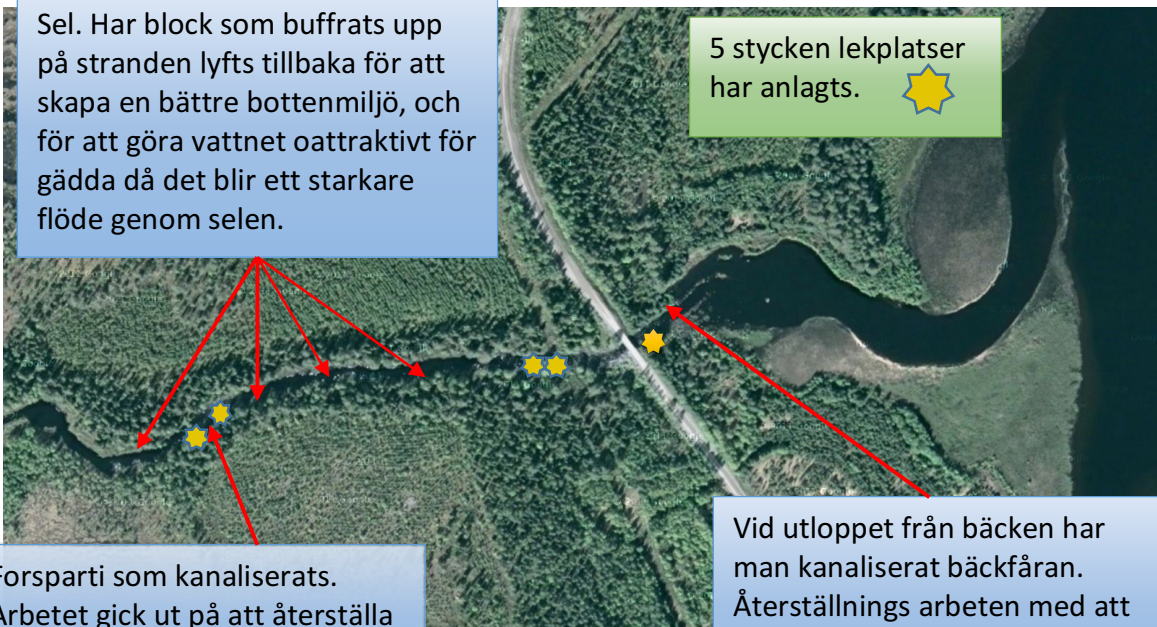 Sel. Har block som buffrats upp
på stranden lyfts tillbaka för att
skapa en bättre bottenmiljö, och
för att göra vattnet oattraktivt för
gädda då det blir ett starkare
flöde genom selen.
5 stycken lekplatser
har anlagts.
Forsparti som kanaliserats.
Arbetet gick ut på att återställa
Vid utloppet från bäcken har
man kanaliserat bäckfåran.
Återställnings arbeten med att